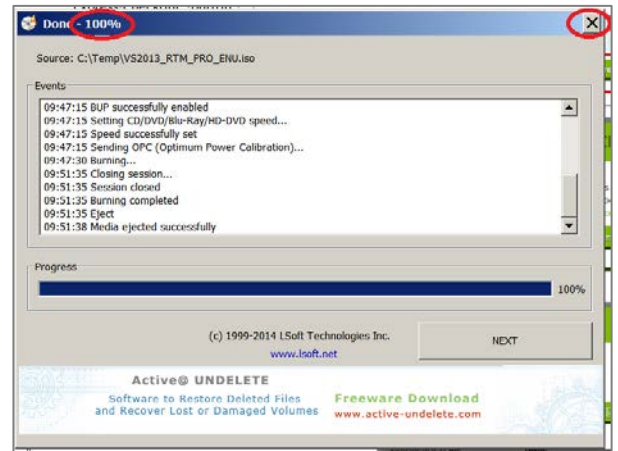 Done - 100%
Source: C:\Temp\VS2013_RTM_PRO_ENU.iso
Events
09:47:15 BUP successfully enabled
09:47:15 Setting CD/DVD/Blu-Ray/HD-DVD speed...
09:47:15 Speed successfully set
09:47:15 Sending OPC (Optimum Power Calibration)...
09:47:30 Burning...
09:51:35 Closing session...
09:51:35 Session closed
09:51:35 Burning completed
09:51:35 Eject
09:51:38 Media ejected successfully
Progress
100%
(c) 1999-2014 LSoft Technologies Inc.
www.lsoft.net
NEXT
Active@ UNDELETE
Software to Restore Deleted Files
and Recover Lost or Damaged Volumes
Freeware Download
www.active-undelete.com